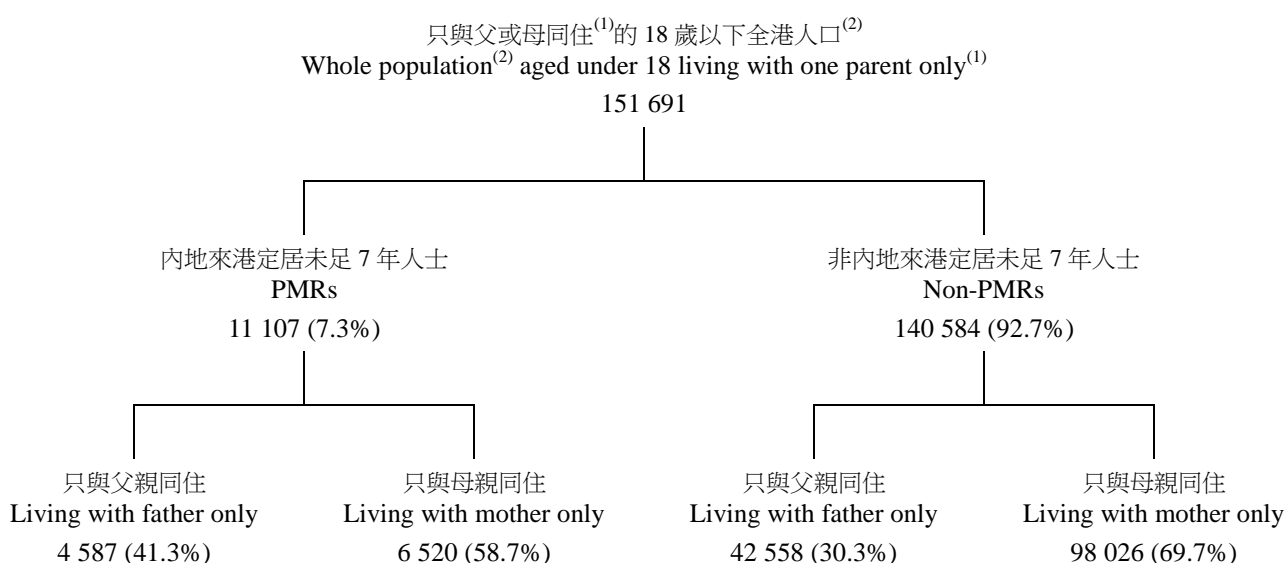 只與父或母同住(1)的 18 歲以下全港人口(2)
Whole population(2) aged under 18 living with one parent only(1)
151 691
內地來港定居未足 7 年人士
PMRs
11 107 (7.3%)
非內地來港定居未足 7 年人士
Non-PMRs
140 584 (92.7%)
只與父親同住
Living with father only
4 587 (41.3%)
只與母親同住
Living with mother only
6 520 (58.7%)
只與父親同住
Living with father only
42 558 (30.3%)
只與母親同住
Living with mother only
98 026 (69.7%)